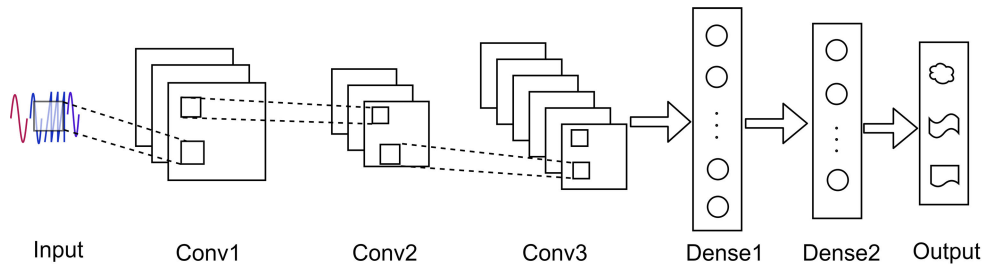 Input
Conv1
Conv2
Conv3
Dense1
Dense2
Output